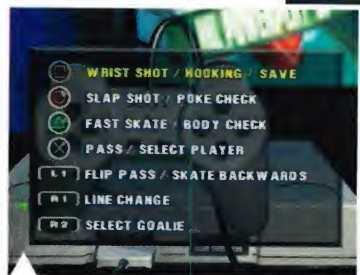 WRIST SHOT / HOOKING / SAVE
SLAP SHOT / POKE CHECK
FAST SKATE / BODY CHECK
PASS / SELECT PLAYER
L1 FLIP PASS / SKATE BACKWARDS
R1 LINE CHANGE
R2 SELECT GOALIE